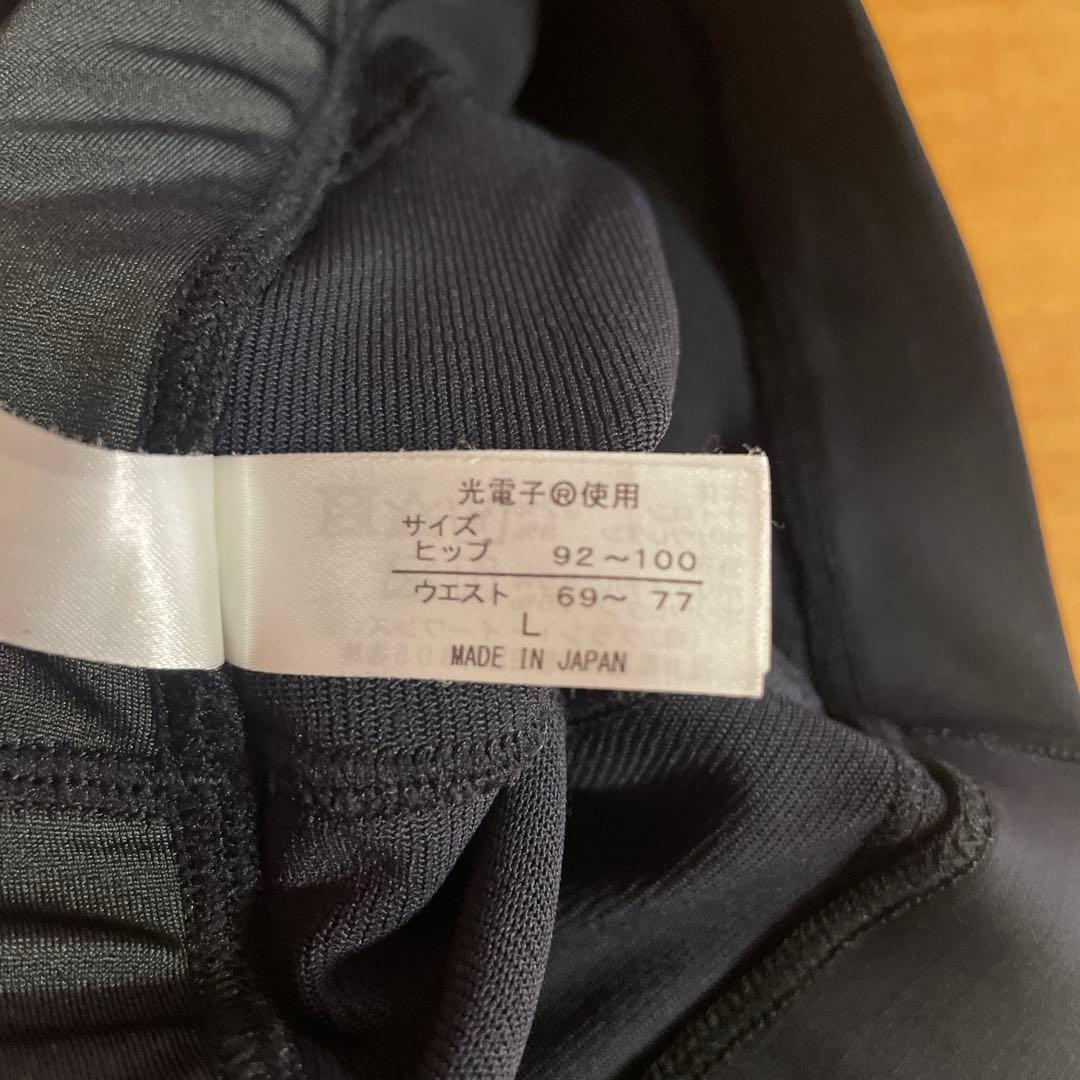 光電子®使用
サイズ
ヒップ 92～100
ウエスト 69～ 77
L
MADE IN JAPAN